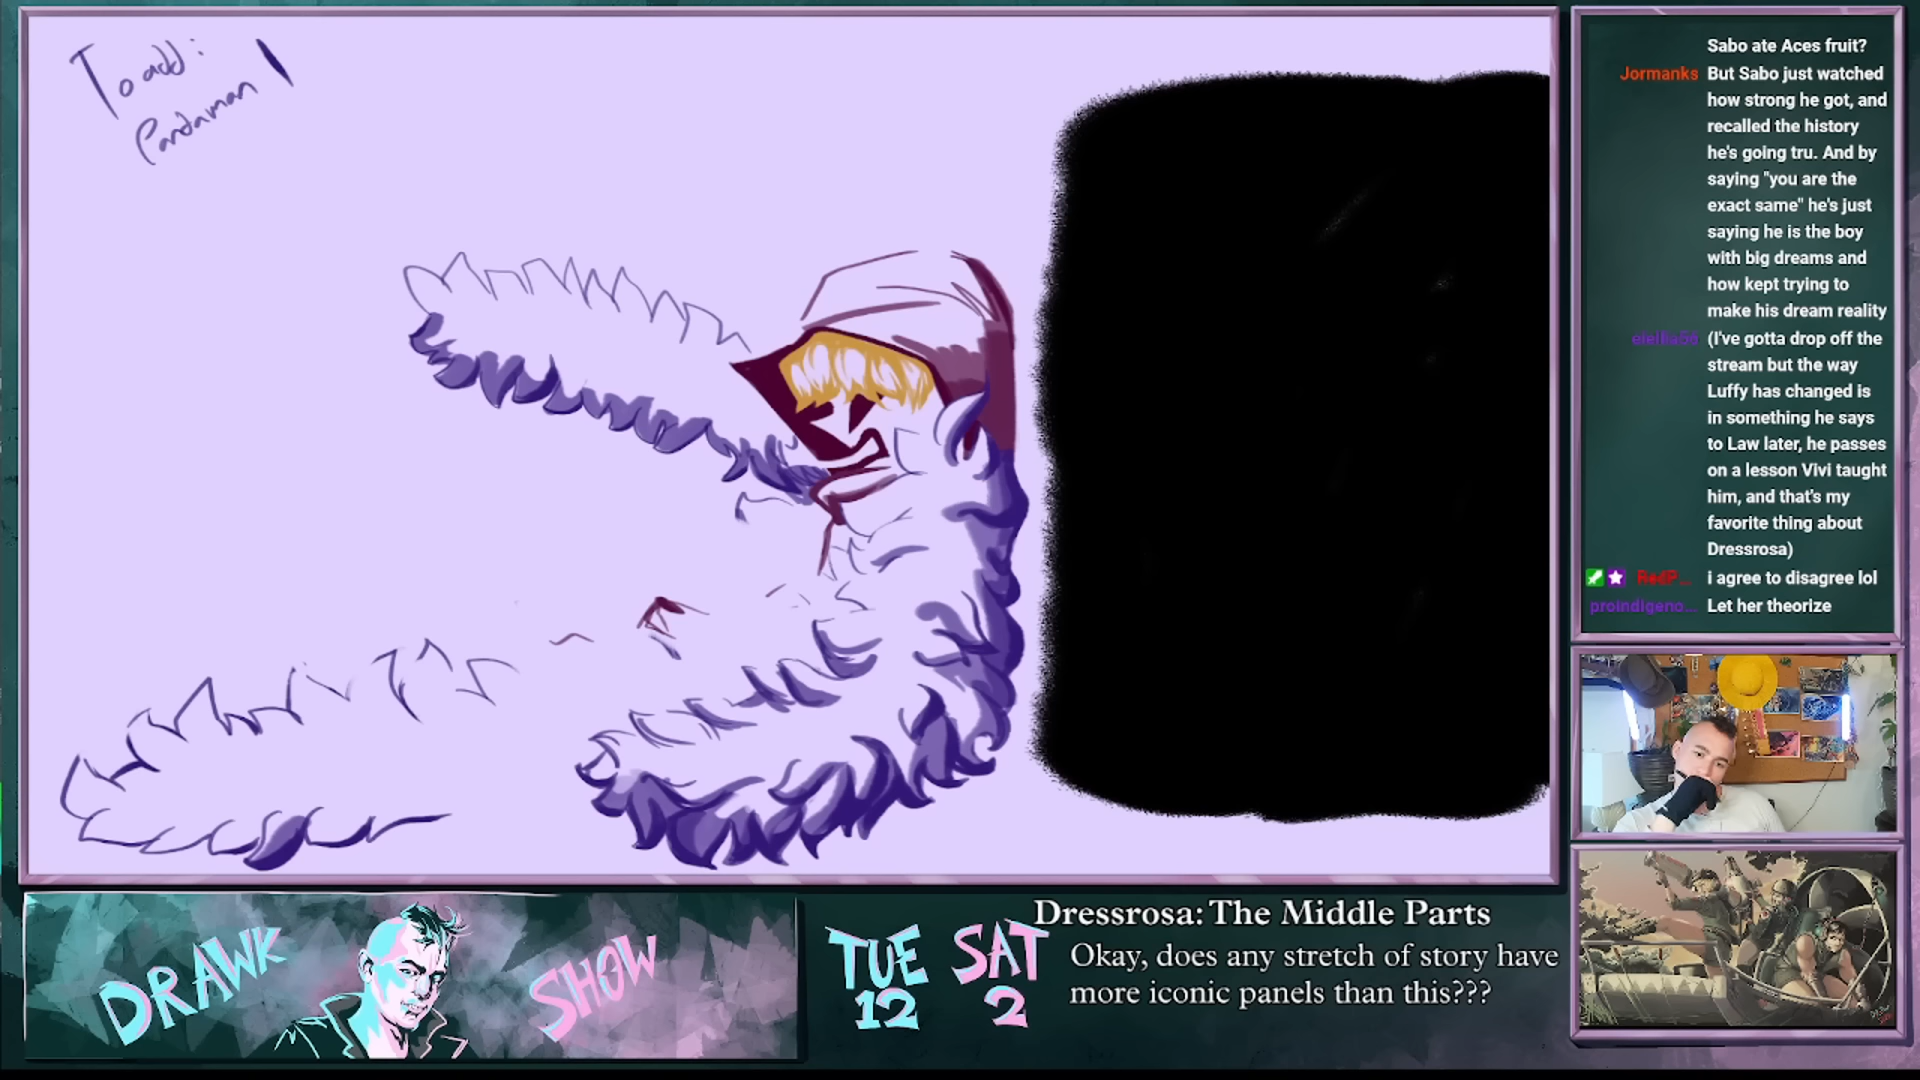 To add:
Pandaman
Sabo ate Aces fruit?
Jormanks But Sabo just watched
how strong he got, and
recalled the history
he's going tru. And by
saying "you are the
exact same" he's just
saying he is the boy
with big dreams and
how kept trying to
make his dream reality
(I've gotta drop off the
stream but the way
Luffy has changed is
in something he says
to Law later, he passes
on a lesson Vivi taught
him, and that's my
favorite thing about
Dressrosa)
RedP... i agree to disagree lol
proindigeno... Let her theorize
DRAWK SHOW
TUE SAT
12 2
Dressrosa: The Middle Parts
Okay, does any stretch of story have
more iconic panels than this???